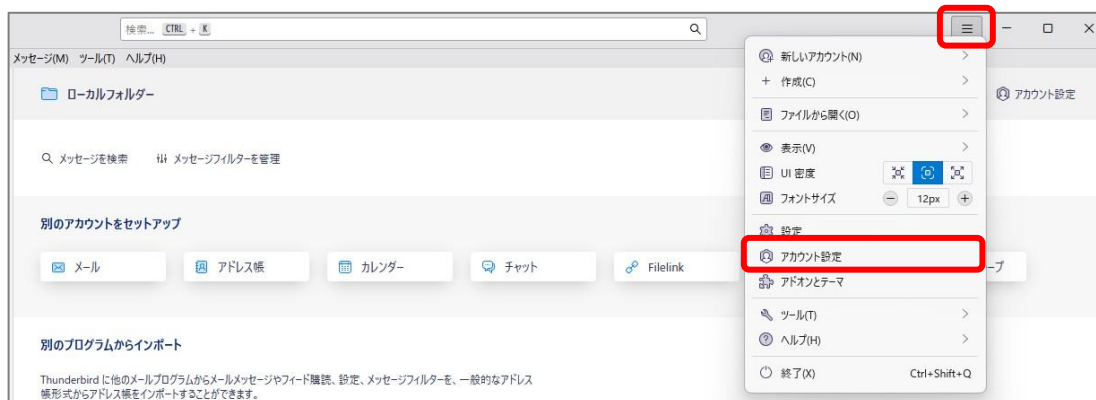 検索... CTRL + K
メッセージ(M) ツール(T) ヘルプ(H)
ローカルフォルダー
アカウント設定
メッセージを検索 メッセージフィルターを管理
別のアカウントをセットアップ
メール アドレス帳 カレンダー チャット Filelink ープ
別のプログラムからインポート
Thunderbird に他のメールプログラムからメールメッセージやフィード購読、設定、メッセージフィルターを、一般的なアドレス
帳形式からアドレス帳をインポートすることができます。
新しいアカウント(N)
作成(C)
ファイルから開く(O)
表示(V)
UI 密度
フォントサイズ 12px
設定
アカウント設定
アドオンとテーマ
ツール(T)
ヘルプ(H)
終了(X) Ctrl+Shift+Q